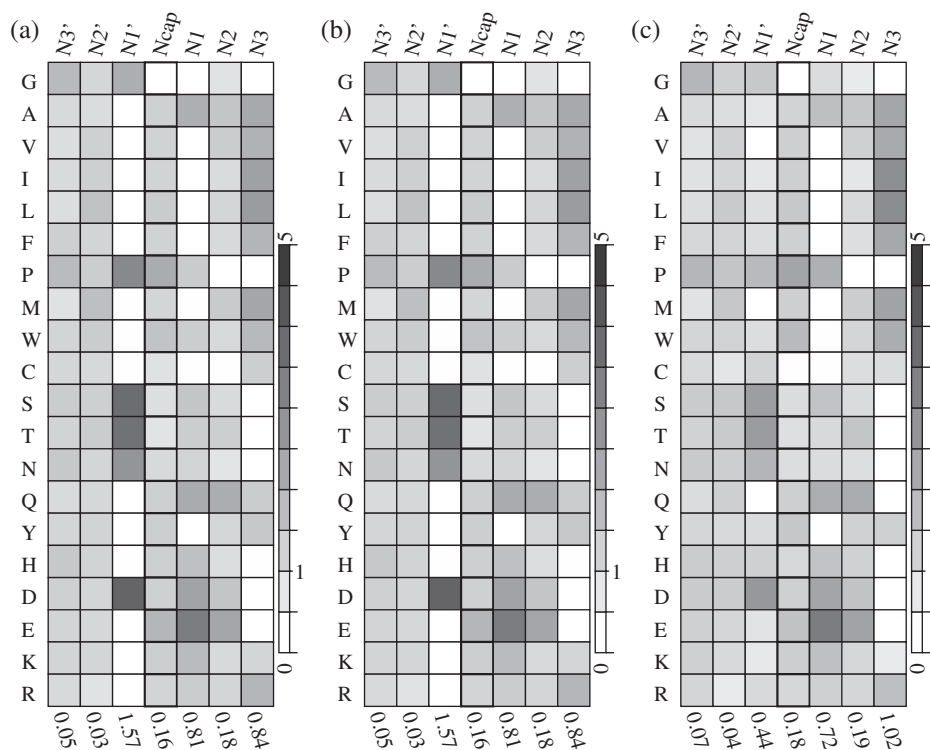 (a) N3' N2' N1' Ncap N1 N2 N3
G
A
V
I
L
F
P
M
W
C
S
T
N
Q
Y
H
D
E
K
R
0.05 0.03 1.57 0.16 0.81 0.18 0.84
5
1
0
(b) N3' N2' N1' Ncap N1 N2 N3
G
A
V
I
L
F
P
M
W
C
S
T
N
Q
Y
H
D
E
K
R
0.05 0.03 1.57 0.16 0.81 0.18 0.84
5
1
0
(c) N3' N2' N1' Ncap N1 N2 N3
G
A
V
I
L
F
P
M
W
C
S
T
N
Q
Y
H
D
E
K
R
0.07 0.04 0.44 0.18 0.72 0.19 1.02
5
1
0